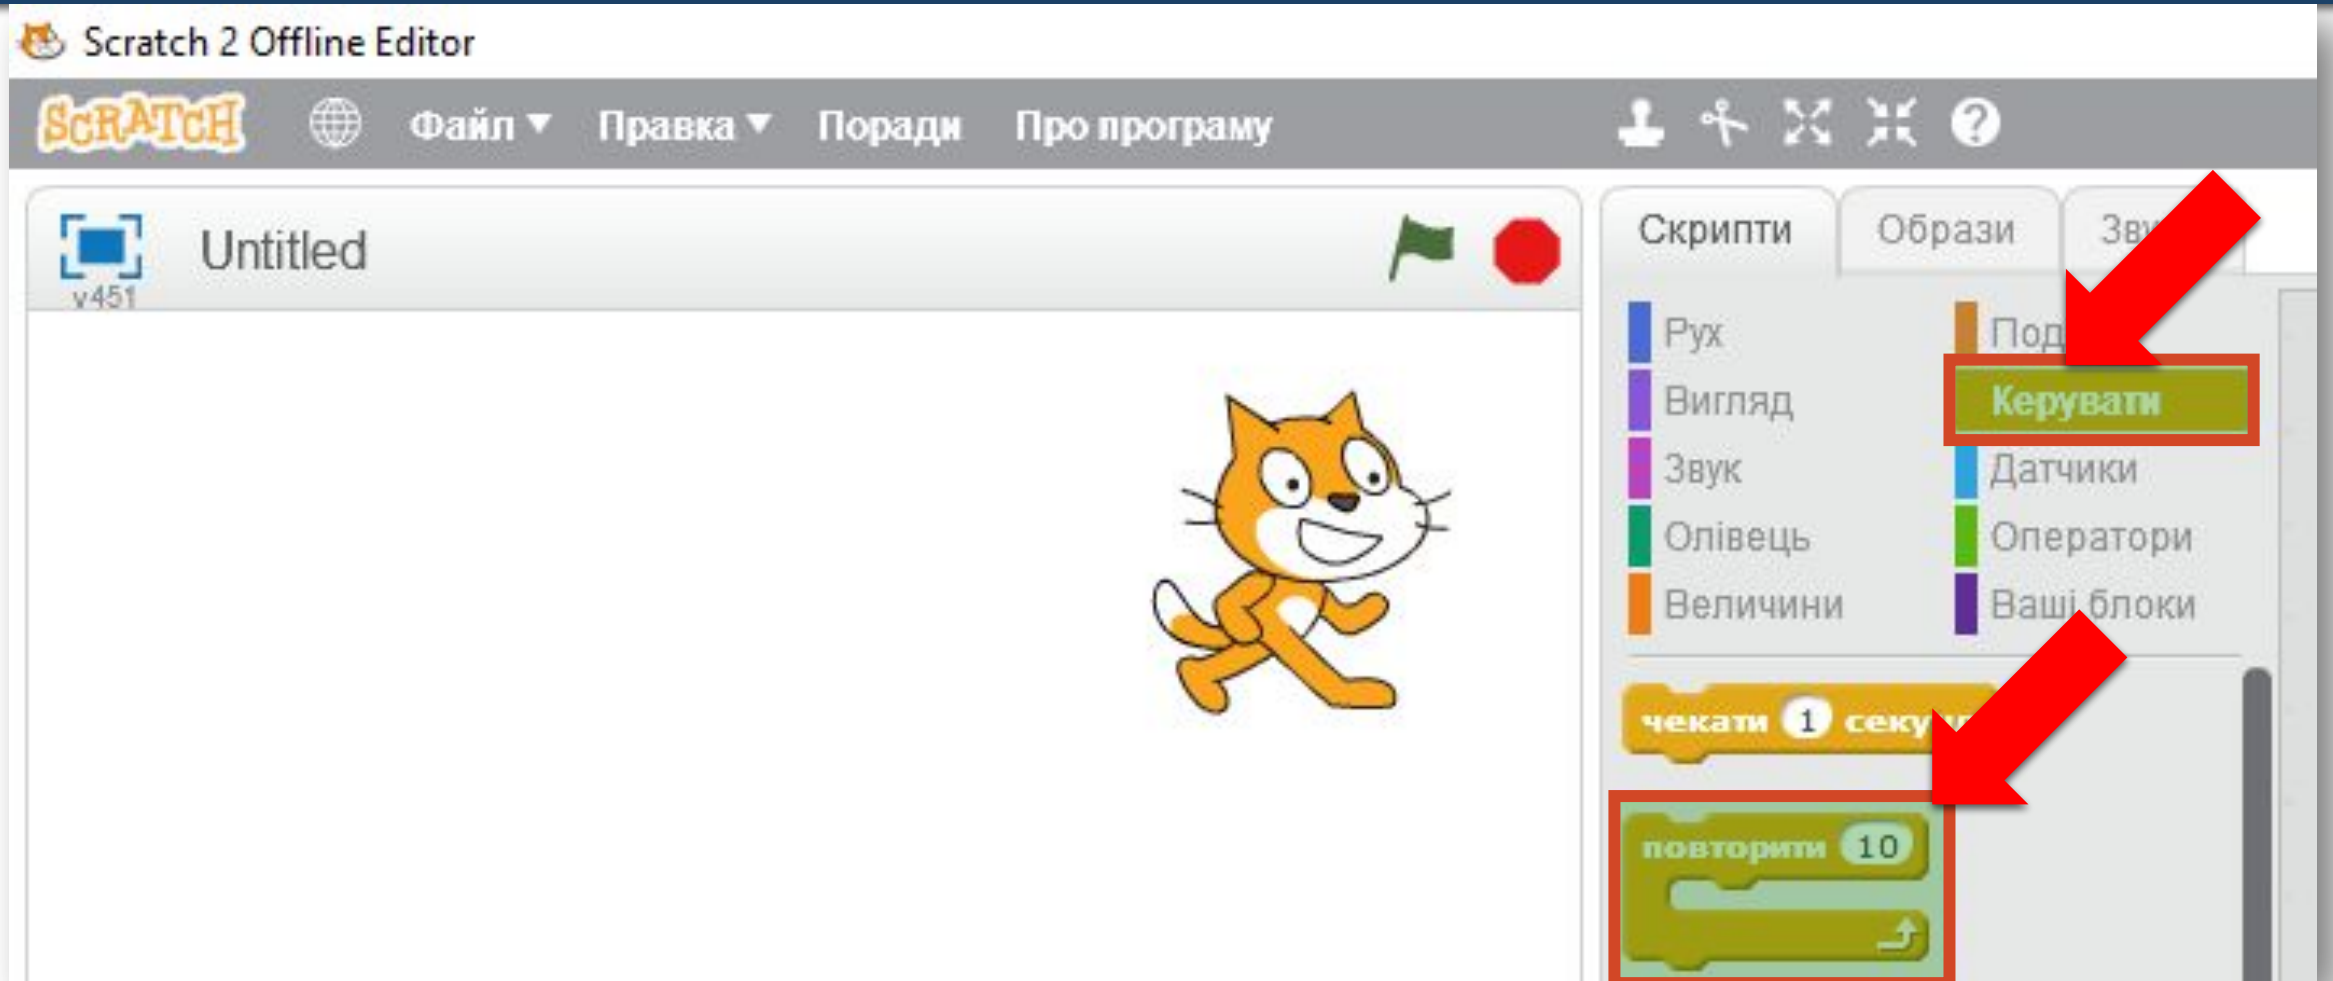 Scratch 2 Offline Editor
SCRATCH Файл Правка Поради Про програму
Untitled
v451
Скрипти Образи
Рух
Вигляд Керувати
Звук Датчики
Олівець Оператори
Величини Ваші блоки
чекати 1
повторити 10